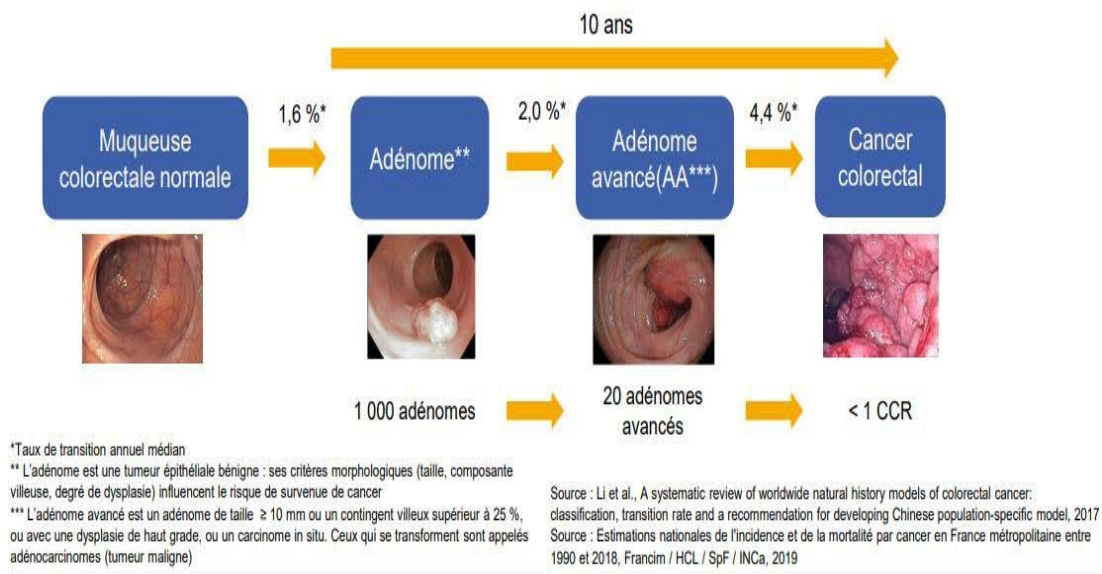 10 ans
1,6 %*
2,0 %*
4,4 %*
Muqueuse
colorectale normale
Adénome**
Adénome
avancé(AA***)
Cancer
colorectal
1 000 adénomes
20 adénomes
avancés
< 1 CCR
*Taux de transition annuel médian
** L'adénome est une tumeur épithéliale bénigne : ses critères morphologiques (taille, composante
villeuse, degré de dysplasie) influencent le risque de survenue de cancer
*** L'adénome avancé est un adénome de taille ≥ 10 mm ou un contingent villeux supérieur à 25 %,
ou avec une dysplasie de haut grade, ou un carcinome in situ. Ceux qui se transforment sont appelés
adénocarcinomes (tumeur maligne)
Source : Li et al., A systematic review of worldwide natural history models of colorectal cancer:
classification, transition rate and a recommendation for developing Chinese population-specific model, 2017
Source : Estimations nationales de l'incidence et de la mortalité par cancer en France métropolitaine entre
1990 et 2018, Francim / HCL / SpF / INCa, 2019